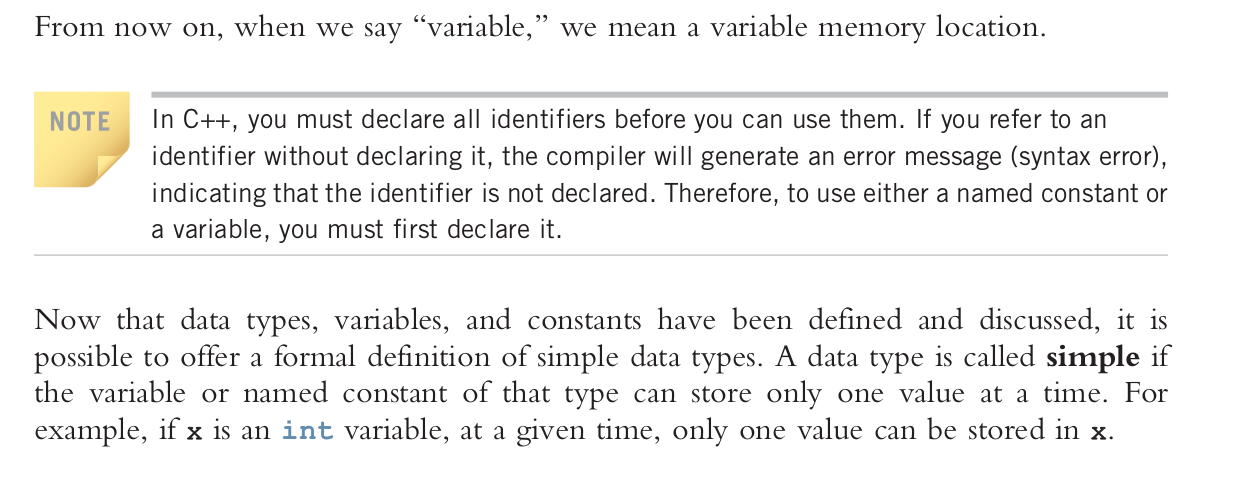 From now on, when we say “variable,” we mean a variable memory location.
NOTE
In C++, you must declare all identifiers before you can use them. If you refer to an
identifier without declaring it, the compiler will generate an error message (syntax error),
indicating that the identifier is not declared. Therefore, to use either a named constant or
a variable, you must first declare it.
Now that data types, variables, and constants have been defined and discussed, it is
possible to offer a formal definition of simple data types. A data type is called simple if
the variable or named constant of that type can store only one value at a time. For
example, if x is an int variable, at a given time, only one value can be stored in x.